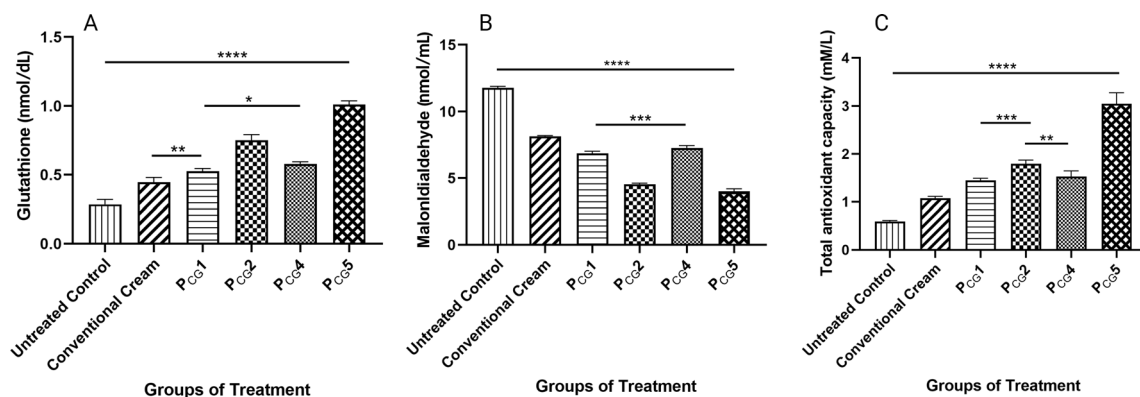 A
Glutathione (nmol/dL)
1.5
1.0
0.5
0.0
****
*
**
Untreated Control
Conventional Cream
PCG1
PCG2
PCG4
PCG5
Groups of Treatment
B
Malondialdehyde (nmol/mL)
15
10
5
0
****
***
Untreated Control
Conventional Cream
PCG1
PCG2
PCG4
PCG5
Groups of Treatment
C
Total antioxidant capacity (mM/L)
4
3
2
1
0
****
***
**
Untreated Control
Conventional Cream
PCG1
PCG2
PCG4
PCG5
Groups of Treatment